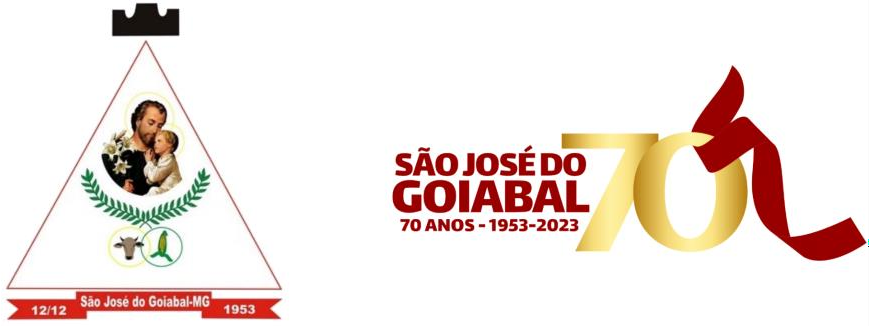 12/12
São José do Goiabal-MG
1953
SÃO JOSÉ DO
GOIABAL
70 ANOS - 1953-2023
70